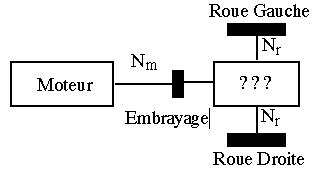 Roue Gauche
Nm
Nr
Moteur
???
Embrayage
Nr
Roue Droite